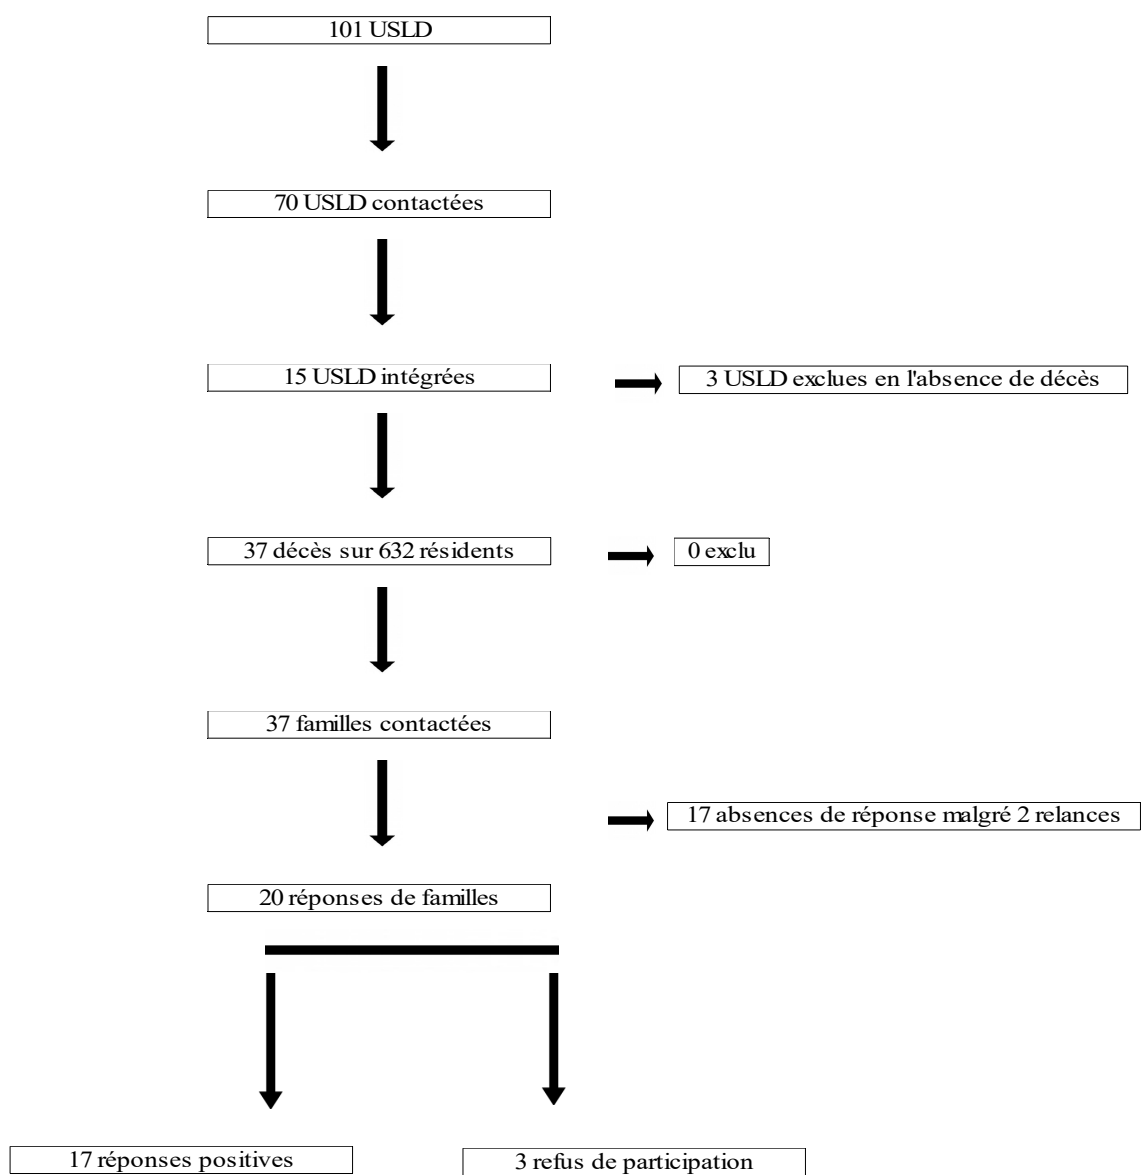 101 USLD
70 USLD contactées
15 USLD intégrées
3 USLD exclues en l'absence de décès
37 décès sur 632 résidents
0 exclu
37 familles contactées
17 absences de réponse malgré 2 relances
20 réponses de familles
17 réponses positives
3 refus de participation